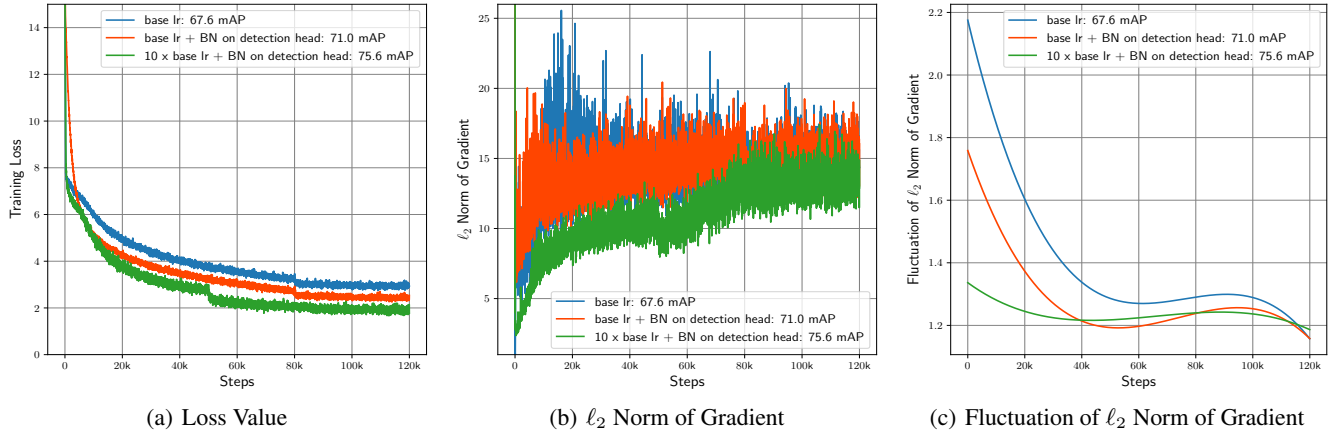 14
12
10
8
6
4
2
0
Training Loss
base lr: 67.6 mAP
base lr + BN on detection head: 71.0 mAP
10 x base lr + BN on detection head: 75.6 mAP
0
20k
40k
60k
80k
100k
120k
Steps
(a) Loss Value
25
20
15
10
5
ℓ2 Norm of Gradient
base lr: 67.6 mAP
base lr + BN on detection head: 71.0 mAP
10 x base lr + BN on detection head: 75.6 mAP
0
20k
40k
60k
80k
100k
120k
Steps
(b) ℓ2 Norm of Gradient
2.2
2.0
1.8
1.6
1.4
1.2
Fluctuation of ℓ2 Norm of Gradient
base lr: 67.6 mAP
base lr + BN on detection head: 71.0 mAP
10 x base lr + BN on detection head: 75.6 mAP
0
20k
40k
60k
80k
100k
120k
Steps
(c) Fluctuation of ℓ2 Norm of Gradient